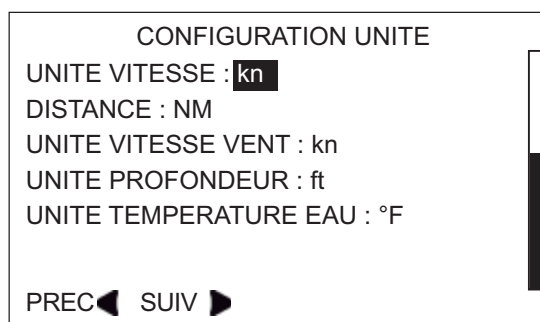 CONFIGURATION UNITE
UNITE VITESSE : kn
DISTANCE : NM
UNITE VITESSE VENT : kn
UNITE PROFONDEUR : ft
UNITE TEMPERATURE EAU : °F
PREC◀ SUIV ▶